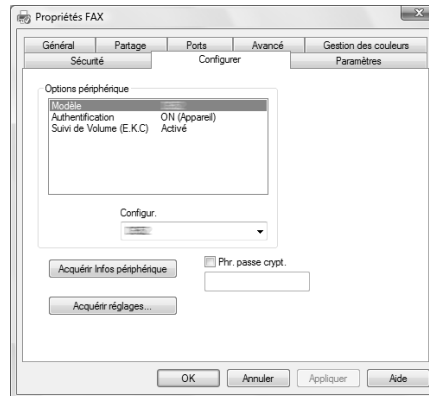 Propriétés FAX
Général Partage Ports Avancé Gestion des couleurs
Sécurité Configurer Paramètres
Options périphérique
Modèle
Authentification ON (Appareil)
Suivi de Volume (E.K.C) Activé
Configur.
Acquérir Infos périphérique
Phr. passe crypt.
Acquérir réglages...
OK Annuler Appliquer Aide